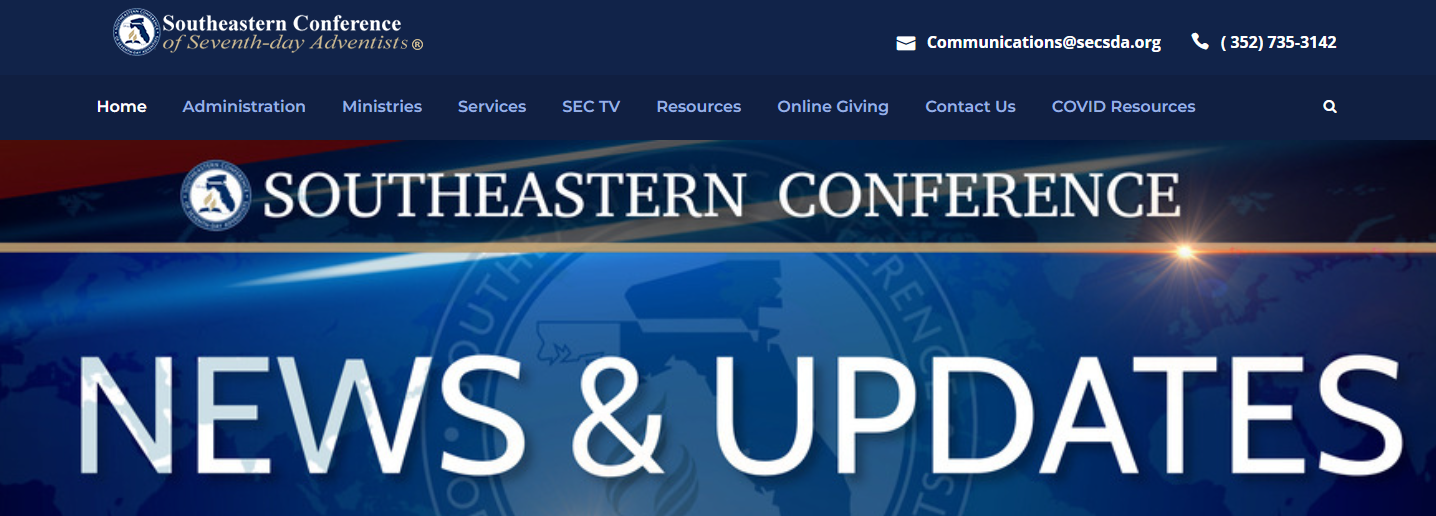 Southeastern Conference
of Seventh-day Adventists ®
Communications@secsda.org
( 352) 735-3142
Home Administration Ministries Services SEC TV Resources Online Giving Contact Us COVID Resources
SOUTHEASTERN CONFERENCE
NEWS & UPDATES